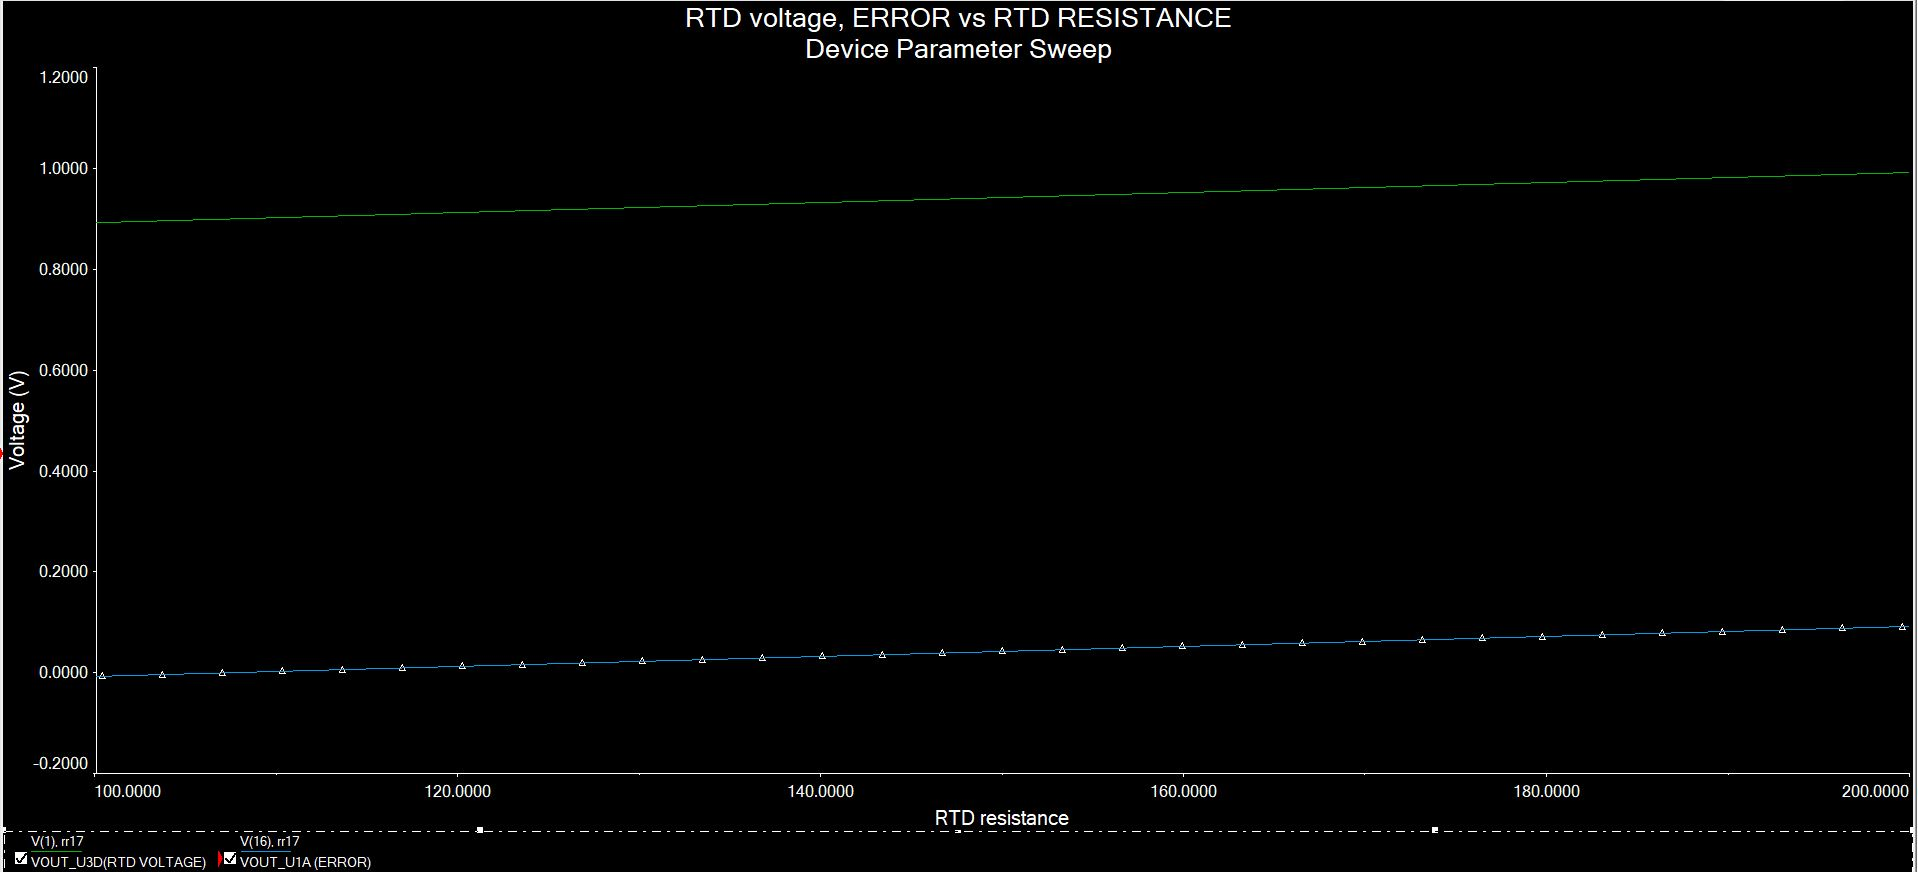 RTD voltage, ERROR vs RTD RESISTANCE
Device Parameter Sweep
1.2000
1.0000
0.8000
0.6000
0.4000
0.2000
0.0000
-0.2000
Voltage (V)
100.0000 120.0000 140.0000 160.0000 180.0000 200.0000
RTD resistance
V(1), rr17 V(16), rr17
VOUT_U3D(RTD VOLTAGE) VOUT_U1A (ERROR)